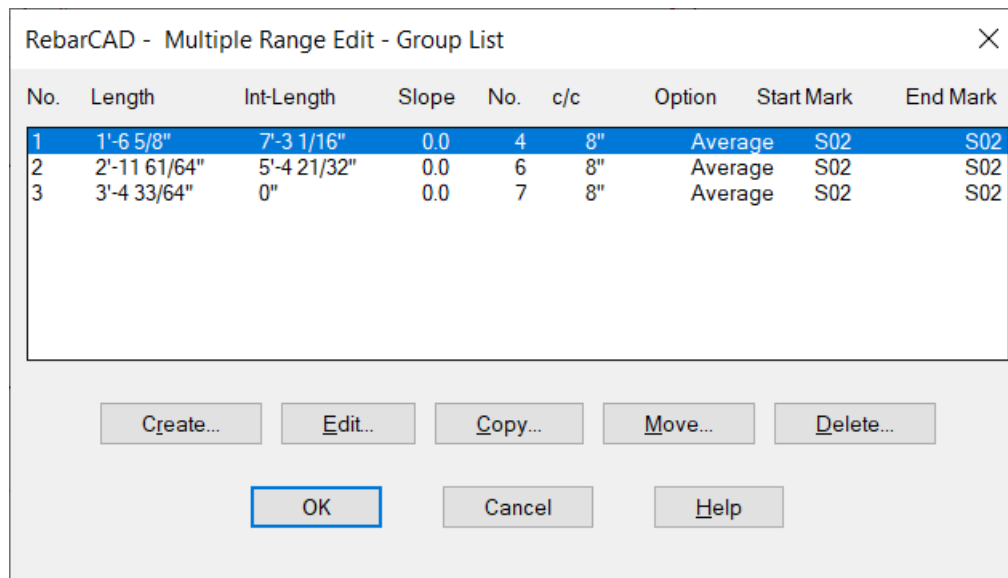 RebarCAD - Multiple Range Edit - Group List
No. Length Int-Length Slope No. c/c Option Start Mark End Mark
1 1'-6 5/8" 7'-3 1/16" 0.0 4 8" Average S02 S02
2 2'-11 61/64" 5'-4 21/32" 0.0 6 8" Average S02 S02
3 3'-4 33/64" 0" 0.0 7 8" Average S02 S02
Create... Edit... Copy... Move... Delete...
OK Cancel Help